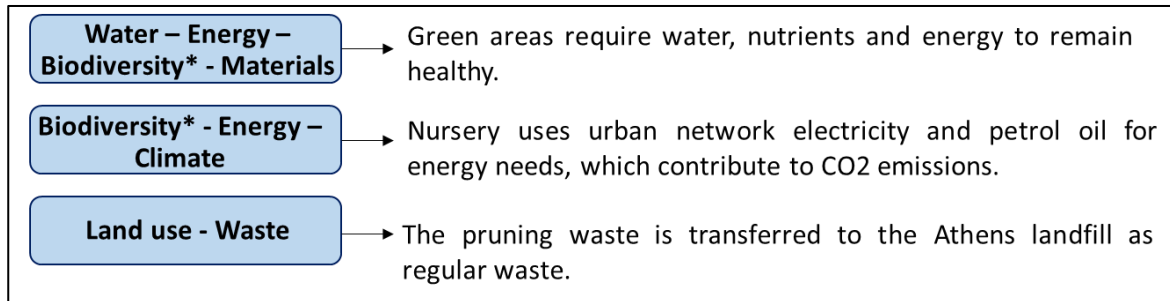 Water – Energy –
Biodiversity* - Materials
Green areas require water, nutrients and energy to remain
healthy.
Biodiversity* - Energy –
Climate
Nursery uses urban network electricity and petrol oil for
energy needs, which contribute to CO2 emissions.
Land use - Waste
The pruning waste is transferred to the Athens landfill as
regular waste.